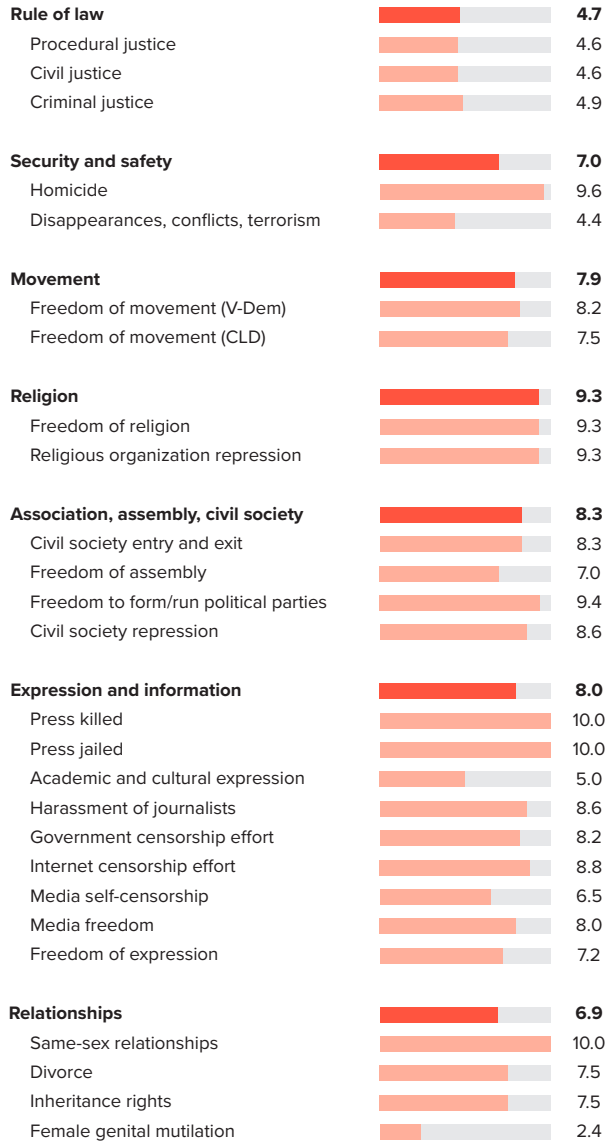 Rule of law 4.7
Procedural justice 4.6
Civil justice 4.6
Criminal justice 4.9
Security and safety 7.0
Homicide 9.6
Disappearances, conflicts, terrorism 4.4
Movement 7.9
Freedom of movement (V-Dem) 8.2
Freedom of movement (CLD) 7.5
Religion 9.3
Freedom of religion 9.3
Religious organization repression 9.3
Association, assembly, civil society 8.3
Civil society entry and exit 8.3
Freedom of assembly 7.0
Freedom to form/run political parties 9.4
Civil society repression 8.6
Expression and information 8.0
Press killed 10.0
Press jailed 10.0
Academic and cultural expression 5.0
Harassment of journalists 8.6
Government censorship effort 8.2
Internet censorship effort 8.8
Media self-censorship 6.5
Media freedom 8.0
Freedom of expression 7.2
Relationships 6.9
Same-sex relationships 10.0
Divorce 7.5
Inheritance rights 7.5
Female genital mutilation 2.4